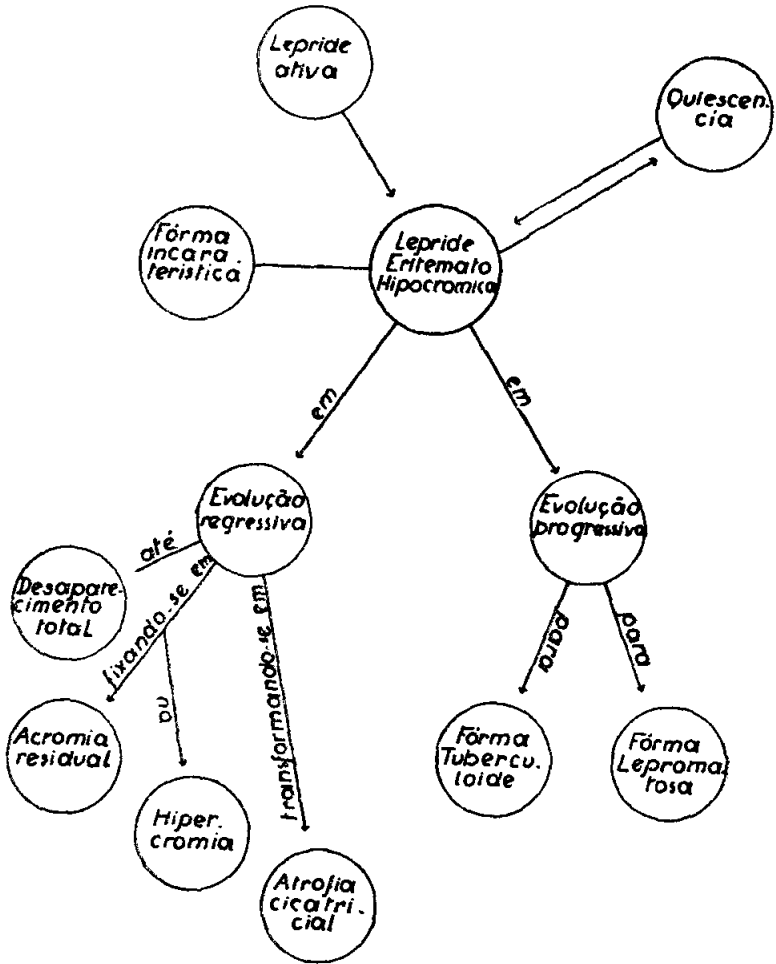 Lepride
ativa
Quiescen.
cia
Fórma
incara.
teristica
Lepride
Eritemato
Hipocromica
em
em
Evolução
regressiva
Evolução
progressiva
até
fixando-se em
ou
transformando-se em
para
para
Desapare-
cimento
total
Acromia
residual
Hiper.
cromia
Atrofia
cicatri.
cial
Fórma
Tubercu.
loide
Fórma
Leproma.
tosa